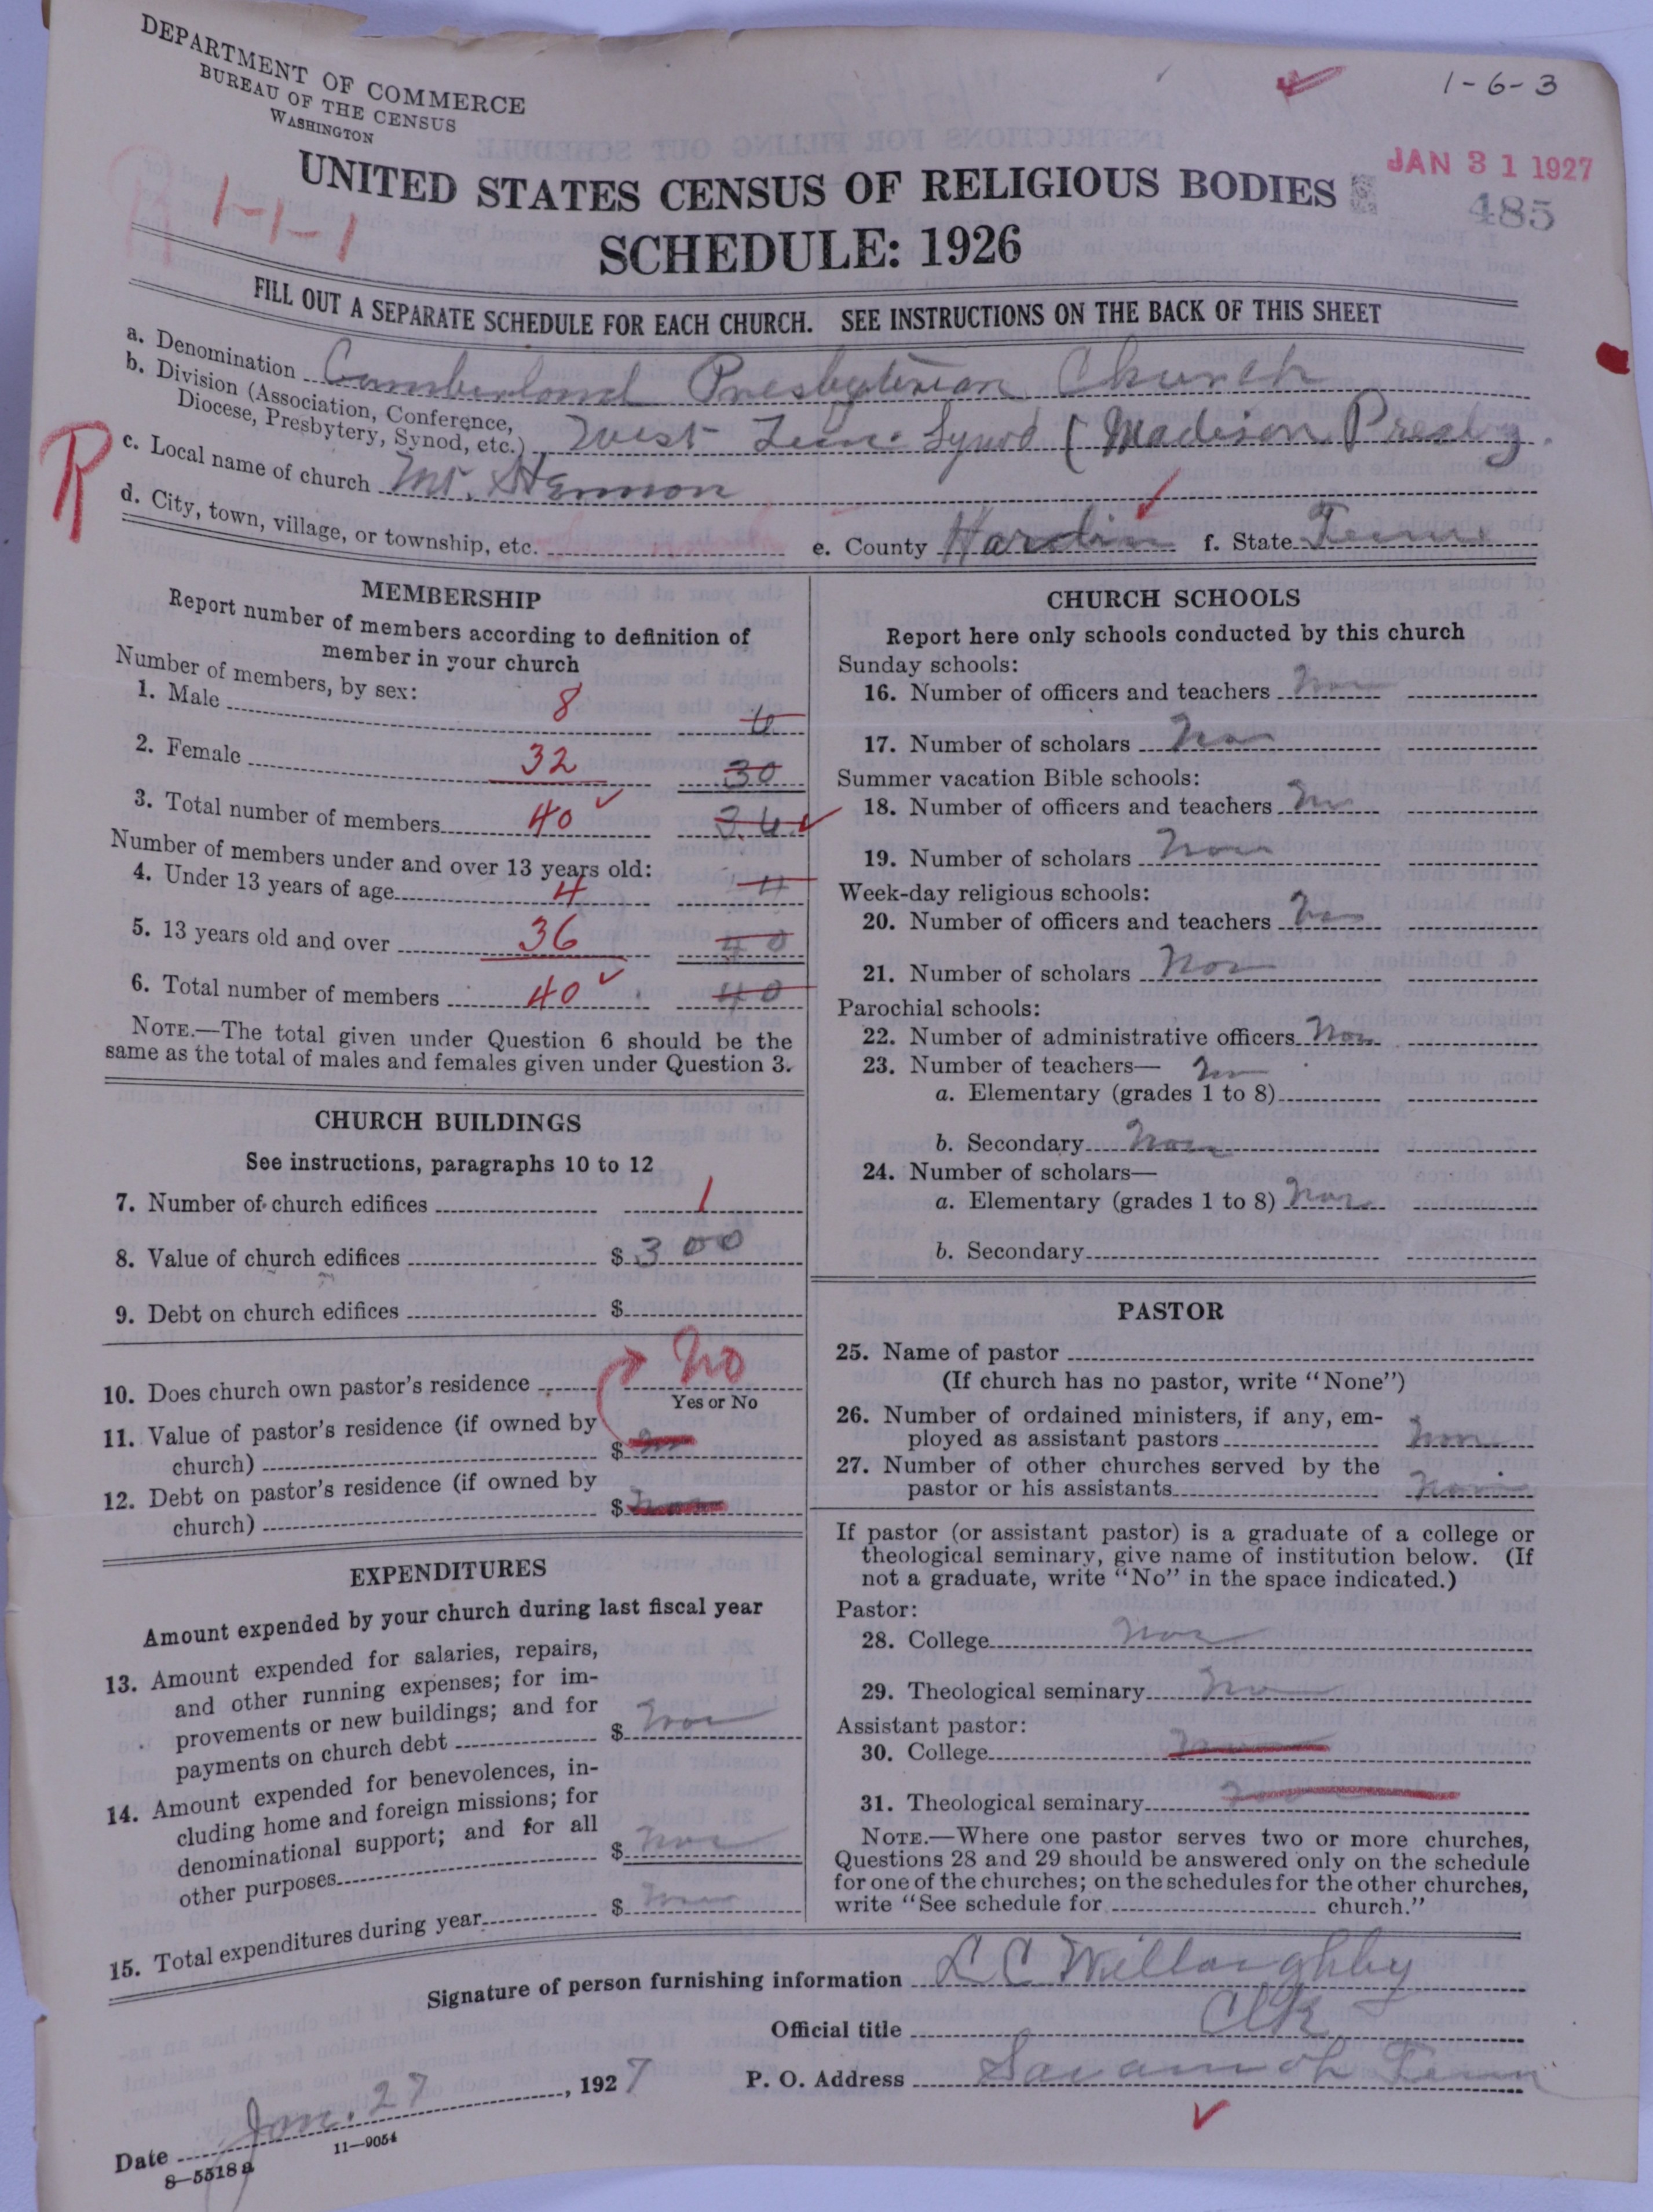 DEPARTMENT OF COMMERCE
BUREAU OF THE CENSUS
WASHINGTON
1-6-3
JAN 31 1927
485
1-1-1
UNITED STATES CENSUS OF RELIGIOUS BODIES
SCHEDULE: 1926
FILL OUT A SEPARATE SCHEDULE FOR EACH CHURCH. SEE INSTRUCTIONS ON THE BACK OF THIS SHEET
a. Denomination Cumberland Presbyterian Church
b. Division (Association, Conference,
Diocese, Presbytery, Synod, etc.) West Tenn. Synod (Madison Presby.
R
c. Local name of church Mt. Hermon
d. City, town, village, or township, etc. e. County Hardin f. State Tenn
MEMBERSHIP
Report number of members according to definition of
member in your church
Number of members, by sex:
1. Male 8 6
2. Female 32 30
3. Total number of members 40 36
Number of members under and over 13 years old:
4. Under 13 years of age 4 4
5. 13 years old and over 36 40
6. Total number of members 40 40
NOTE.—The total given under Question 6 should be the
same as the total of males and females given under Question 3.
CHURCH BUILDINGS
See instructions, paragraphs 10 to 12
7. Number of church edifices 1
8. Value of church edifices $ 300
9. Debt on church edifices $
10. Does church own pastor's residence No
Yes or No
11. Value of pastor's residence (if owned by
church) $
12. Debt on pastor's residence (if owned by
church) $
EXPENDITURES
Amount expended by your church during last fiscal year
13. Amount expended for salaries, repairs,
and other running expenses; for im-
provements or new buildings; and for
payments on church debt $
14. Amount expended for benevolences, in-
cluding home and foreign missions; for
denominational support; and for all
other purposes $
15. Total expenditures during year $
CHURCH SCHOOLS
Report here only schools conducted by this church
Sunday schools:
16. Number of officers and teachers
17. Number of scholars
Summer vacation Bible schools:
18. Number of officers and teachers
19. Number of scholars
Week-day religious schools:
20. Number of officers and teachers
21. Number of scholars
Parochial schools:
22. Number of administrative officers
23. Number of teachers—
a. Elementary (grades 1 to 8)
b. Secondary
24. Number of scholars—
a. Elementary (grades 1 to 8)
b. Secondary
PASTOR
25. Name of pastor
(If church has no pastor, write "None")
26. Number of ordained ministers, if any, em-
ployed as assistant pastors
27. Number of other churches served by the
pastor or his assistants
If pastor (or assistant pastor) is a graduate of a college or
theological seminary, give name of institution below. (If
not a graduate, write "No" in the space indicated.)
Pastor:
28. College
29. Theological seminary
Assistant pastor:
30. College
31. Theological seminary
NOTE.—Where one pastor serves two or more churches,
Questions 28 and 29 should be answered only on the schedule
for one of the churches; on the schedules for the other churches,
write "See schedule for church."
Signature of person furnishing information L C Willoughby
Official title Clk
Date Jan. 27, 1927 P. O. Address Savannah Tenn
8—5518a 11—9054